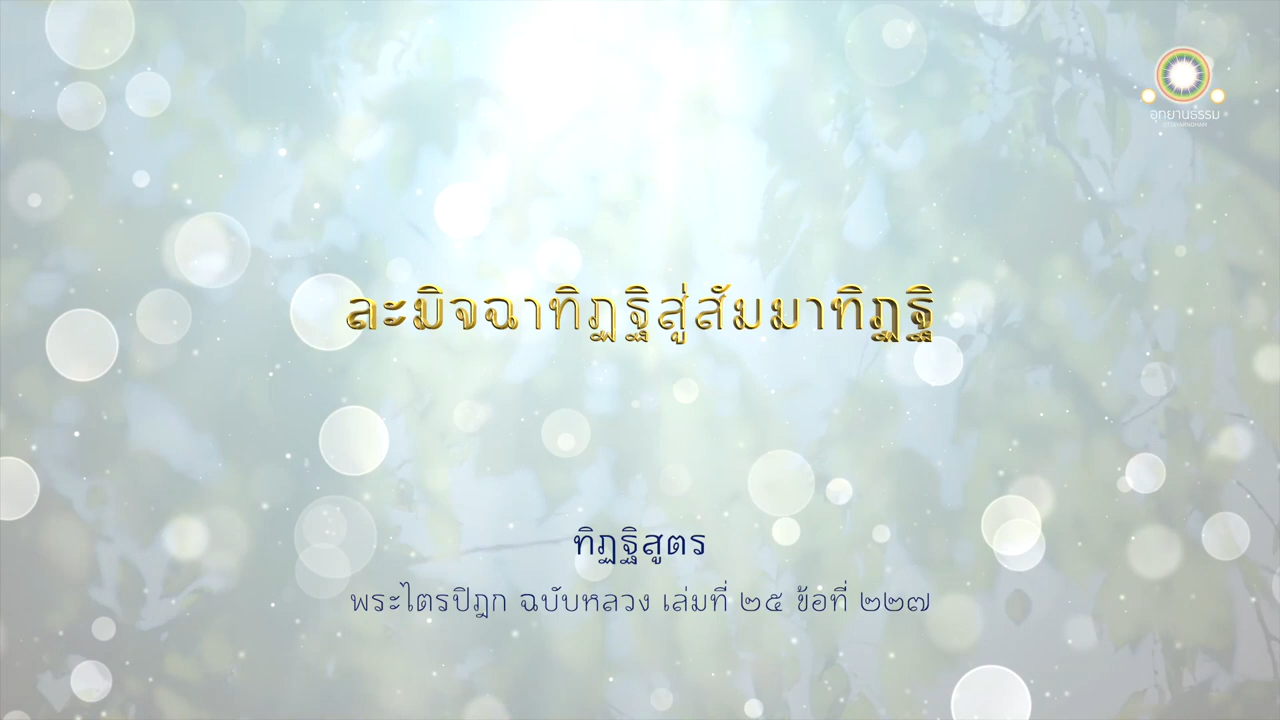 อุทยานธรรม
UTTAYARNDHAM
ละมิจฉาทิฏฐิสู่สัมมาทิฏฐิ
ทิฏฐิสูตร
พระไตรปิฎก ฉบับหลวง เล่มที่ ๒๕ ข้อที่ ๒๒๗